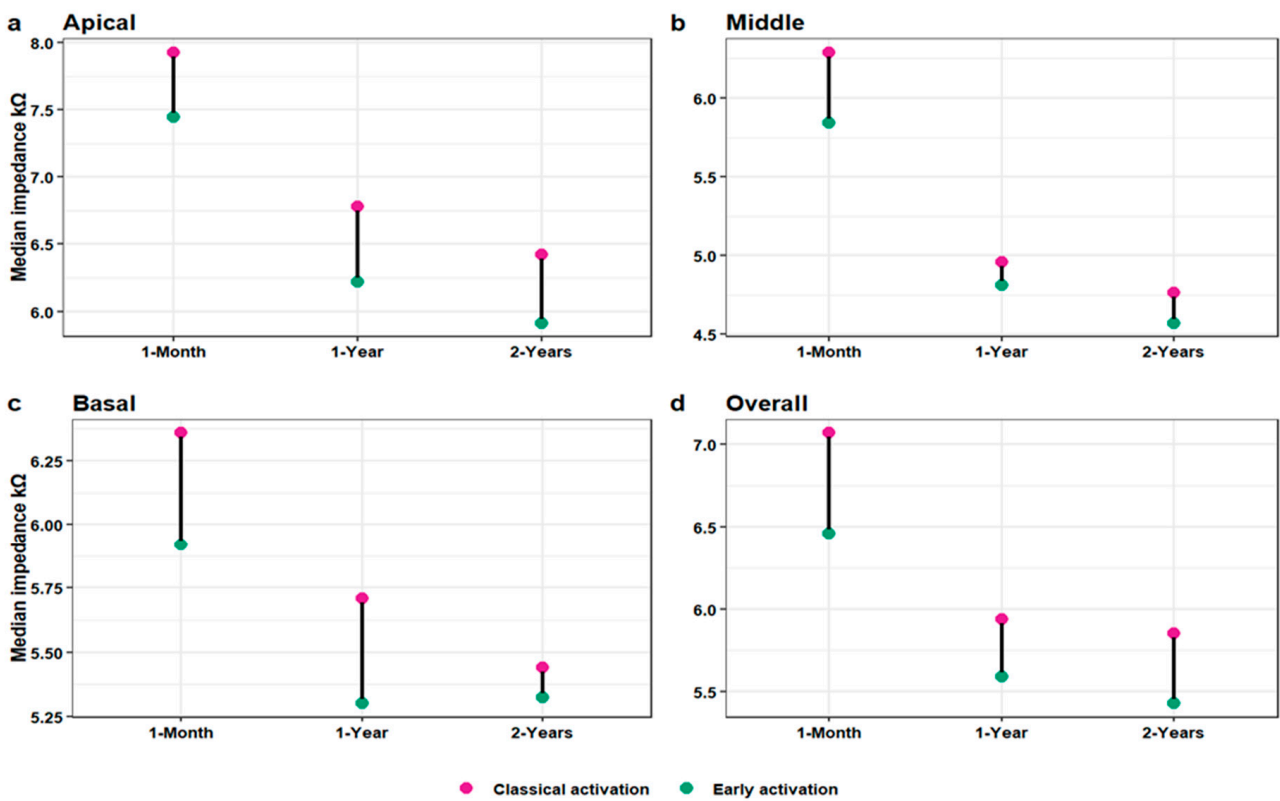 a Apical
Median impedance kΩ
8.0
7.5
7.0
6.5
6.0
1-Month 1-Year 2-Years
b Middle
6.0
5.5
5.0
4.5
1-Month 1-Year 2-Years
c Basal
Median impedance kΩ
6.25
6.00
5.75
5.50
5.25
1-Month 1-Year 2-Years
d Overall
7.0
6.5
6.0
5.5
1-Month 1-Year 2-Years
Classical activation Early activation